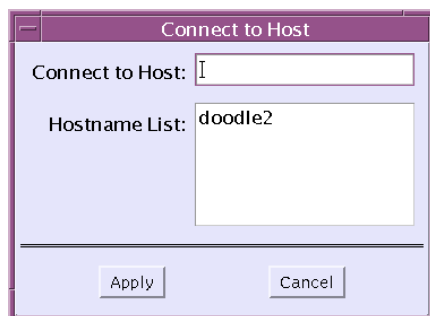 Connect to Host
Connect to Host:
Hostname List: doodle2
Apply Cancel